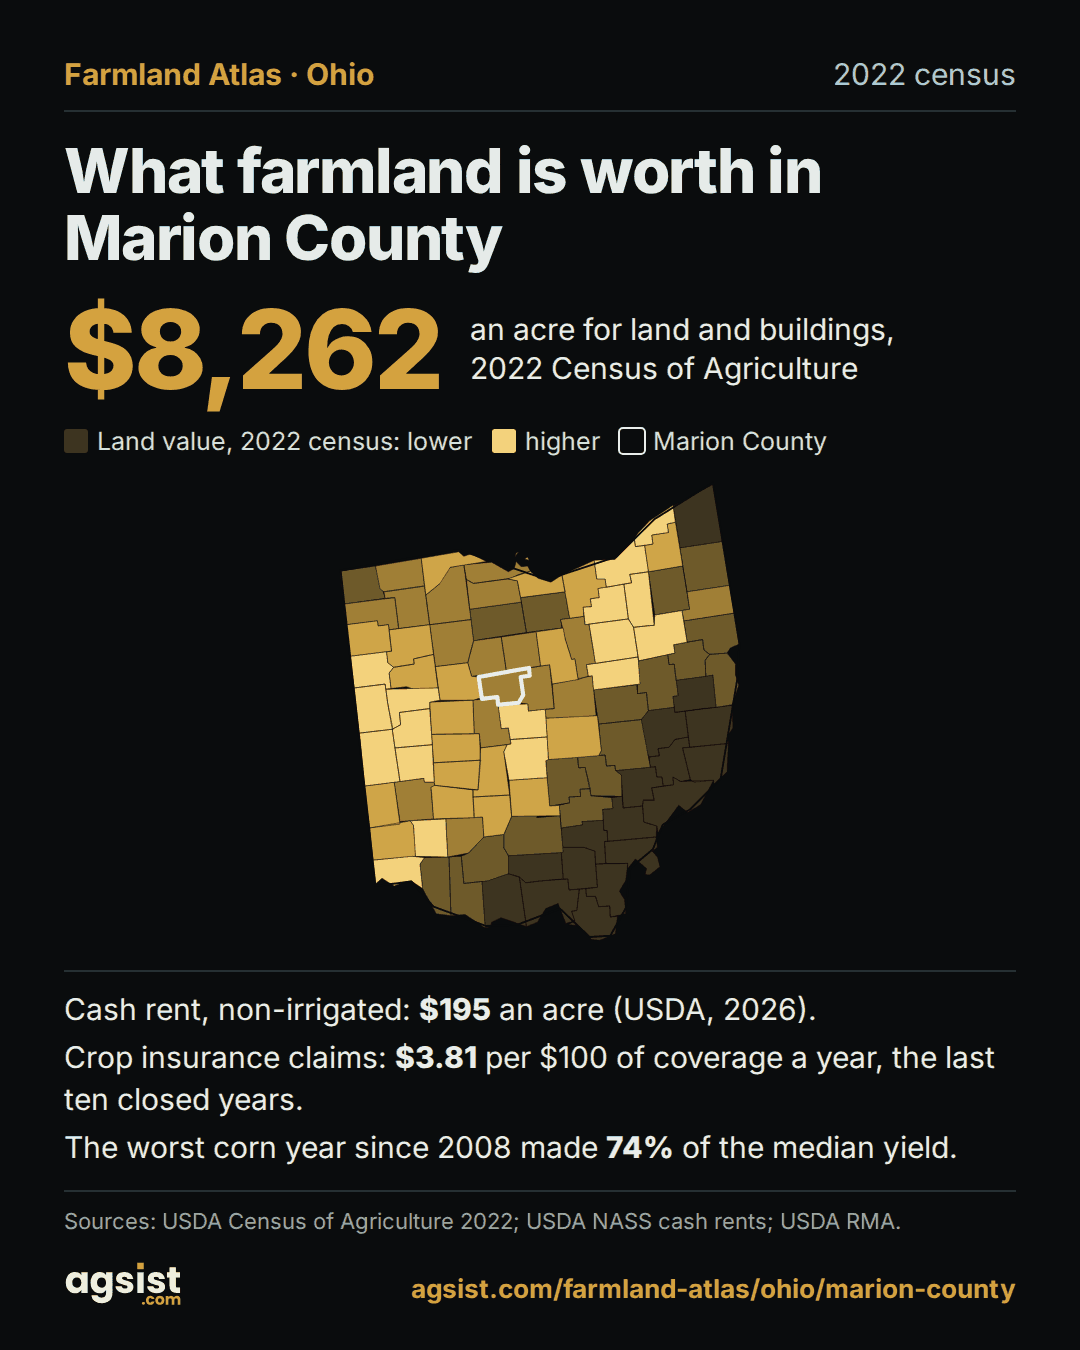 Farmland Atlas · Ohio
2022 census
What farmland is worth in
Marion County
$8,262
an acre for land and buildings,
2022 Census of Agriculture
Land value, 2022 census: lower
higher
Marion County
Cash rent, non-irrigated: $195 an acre (USDA, 2026).
Crop insurance claims: $3.81 per $100 of coverage a year, the last
ten closed years.
The worst corn year since 2008 made 74% of the median yield.
Sources: USDA Census of Agriculture 2022; USDA NASS cash rents; USDA RMA.
agsist
.com
agsist.com/farmland-atlas/ohio/marion-county